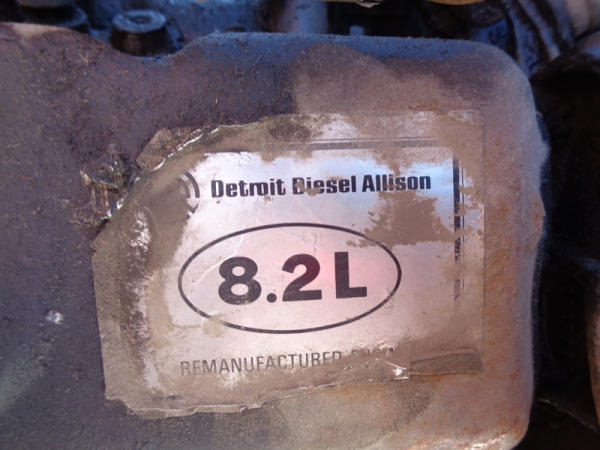 Detroit Diesel Allison
8.2L
REMANUFACTURED